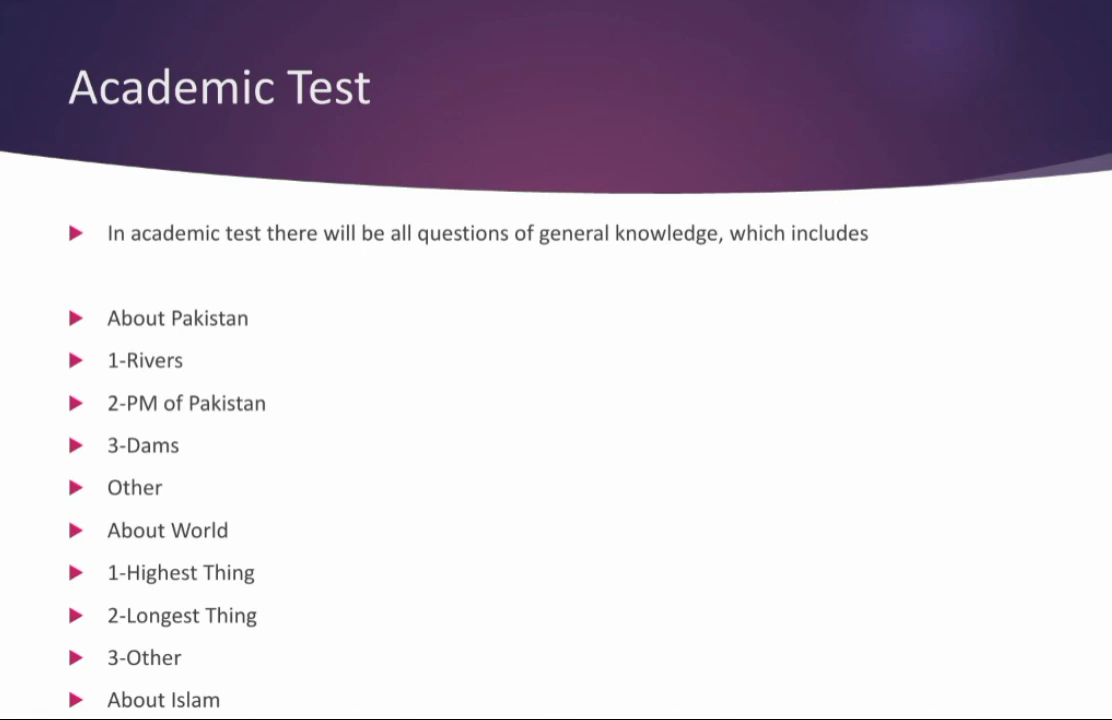 Academic Test
In academic test there will be all questions of general knowledge, which includes
About Pakistan
1-Rivers
2-PM of Pakistan
3-Dams
Other
About World
1-Highest Thing
2-Longest Thing
3-Other
About Islam